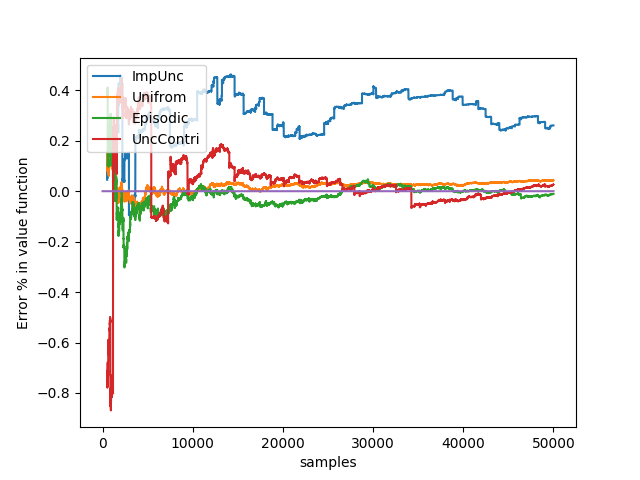 ImpUnc
Unifrom
Episodic
UncContri
0.4
0.2
0.0
−0.2
−0.4
−0.6
−0.8
Error % in value function
0 10000 20000 30000 40000 50000
samples